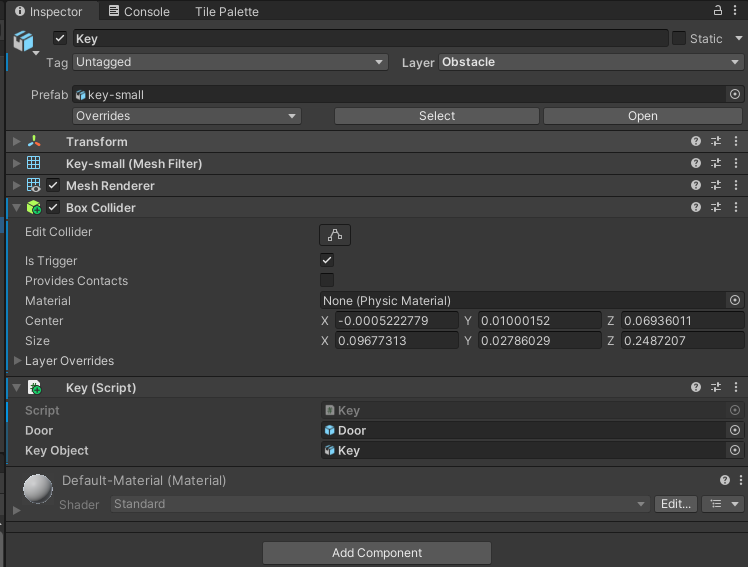 Inspector Console Tile Palette
Key Static
Tag Untagged Layer Obstacle
Prefab key-small
Overrides Select Open
Transform
Key-small (Mesh Filter)
Mesh Renderer
Box Collider
Edit Collider
Is Trigger
Provides Contacts
Material None (Physic Material)
Center X -0.0005222779 Y 0.01000152 Z 0.06936011
Size X 0.09677313 Y 0.02786029 Z 0.2487207
Layer Overrides
Key (Script)
Script Key
Door Door
Key Object Key
Default-Material (Material)
Shader Standard Edit...
Add Component